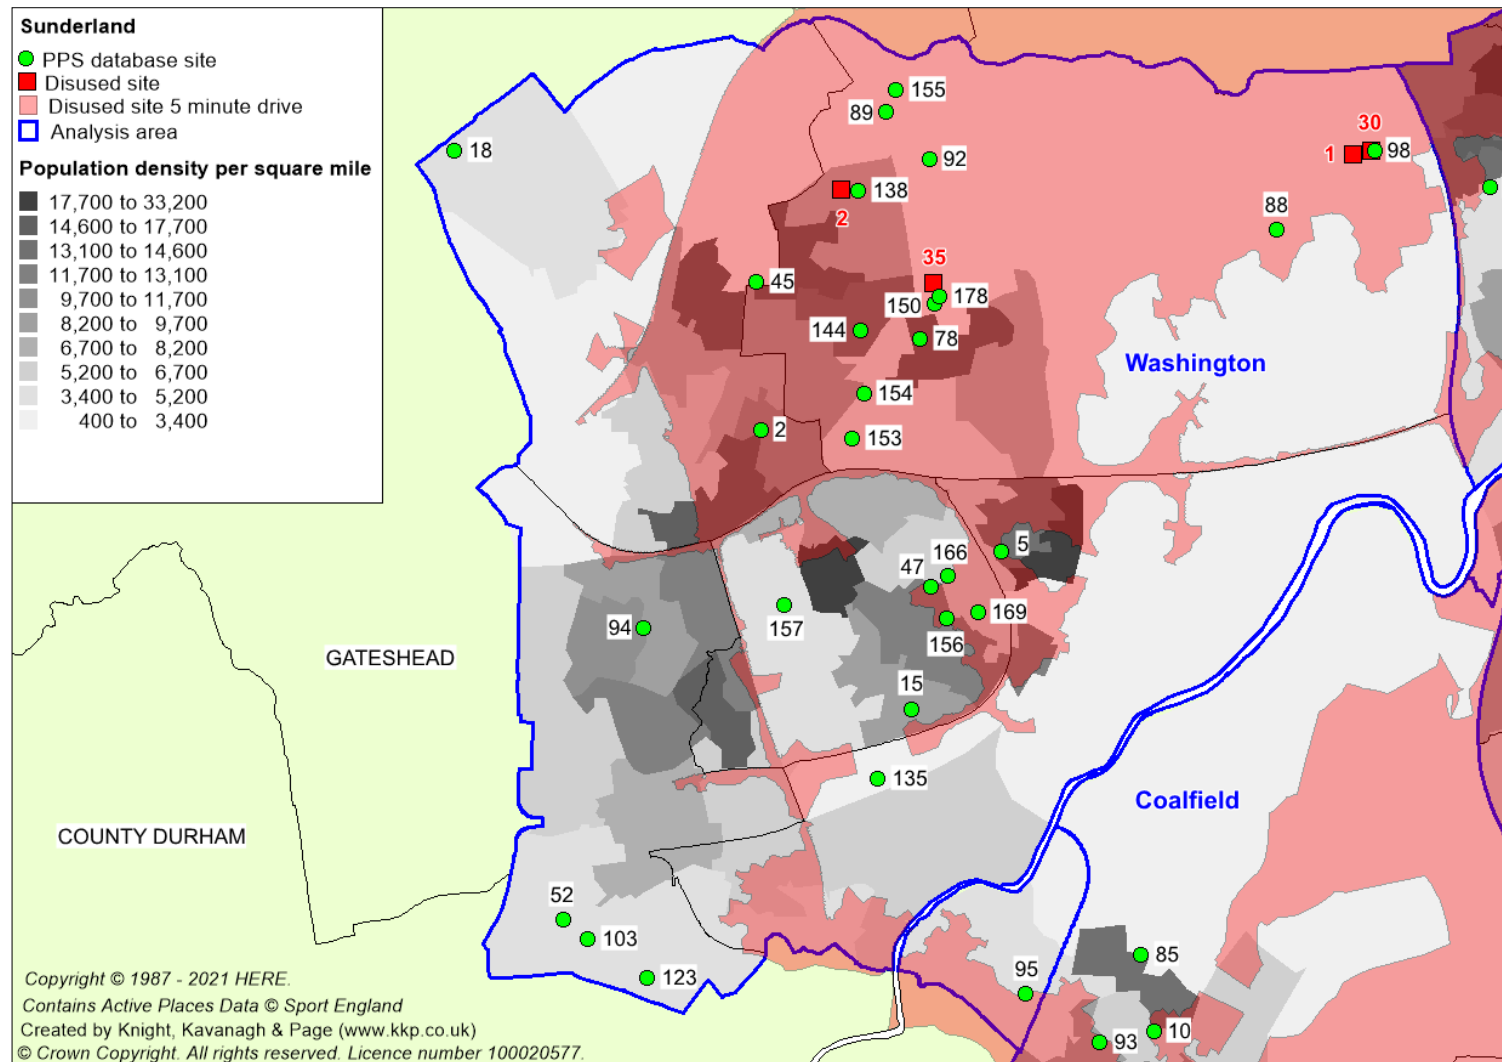 Sunderland
PPS database site
Disused site
Disused site 5 minute drive
Analysis area
Population density per square mile
17,700 to 33,200
14,600 to 17,700
13,100 to 14,600
11,700 to 13,100
9,700 to 11,700
8,200 to 9,700
6,700 to 8,200
5,200 to 6,700
3,400 to 5,200
400 to 3,400
155
89
30
18
1
98
92
138
2
88
35
45
178
150
144
78
Washington
154
2
153
5
166
47
169
157
94
156
GATESHEAD
15
135
Coalfield
COUNTY DURHAM
52
103
85
123
95
10
93
Copyright © 1987 - 2021 HERE.
Contains Active Places Data © Sport England
Created by Knight, Kavanagh & Page (www.kkp.co.uk)
© Crown Copyright. All rights reserved. Licence number 100020577.